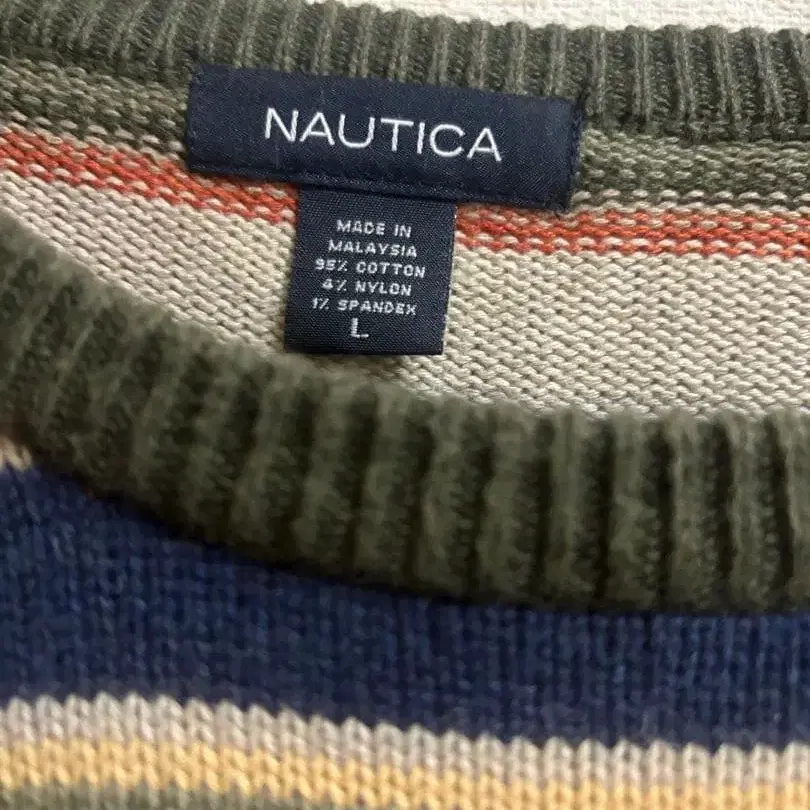 NAUTICA
MADE IN
MALAYSIA
95% COTTON
4% NYLON
1% SPANDEX
L